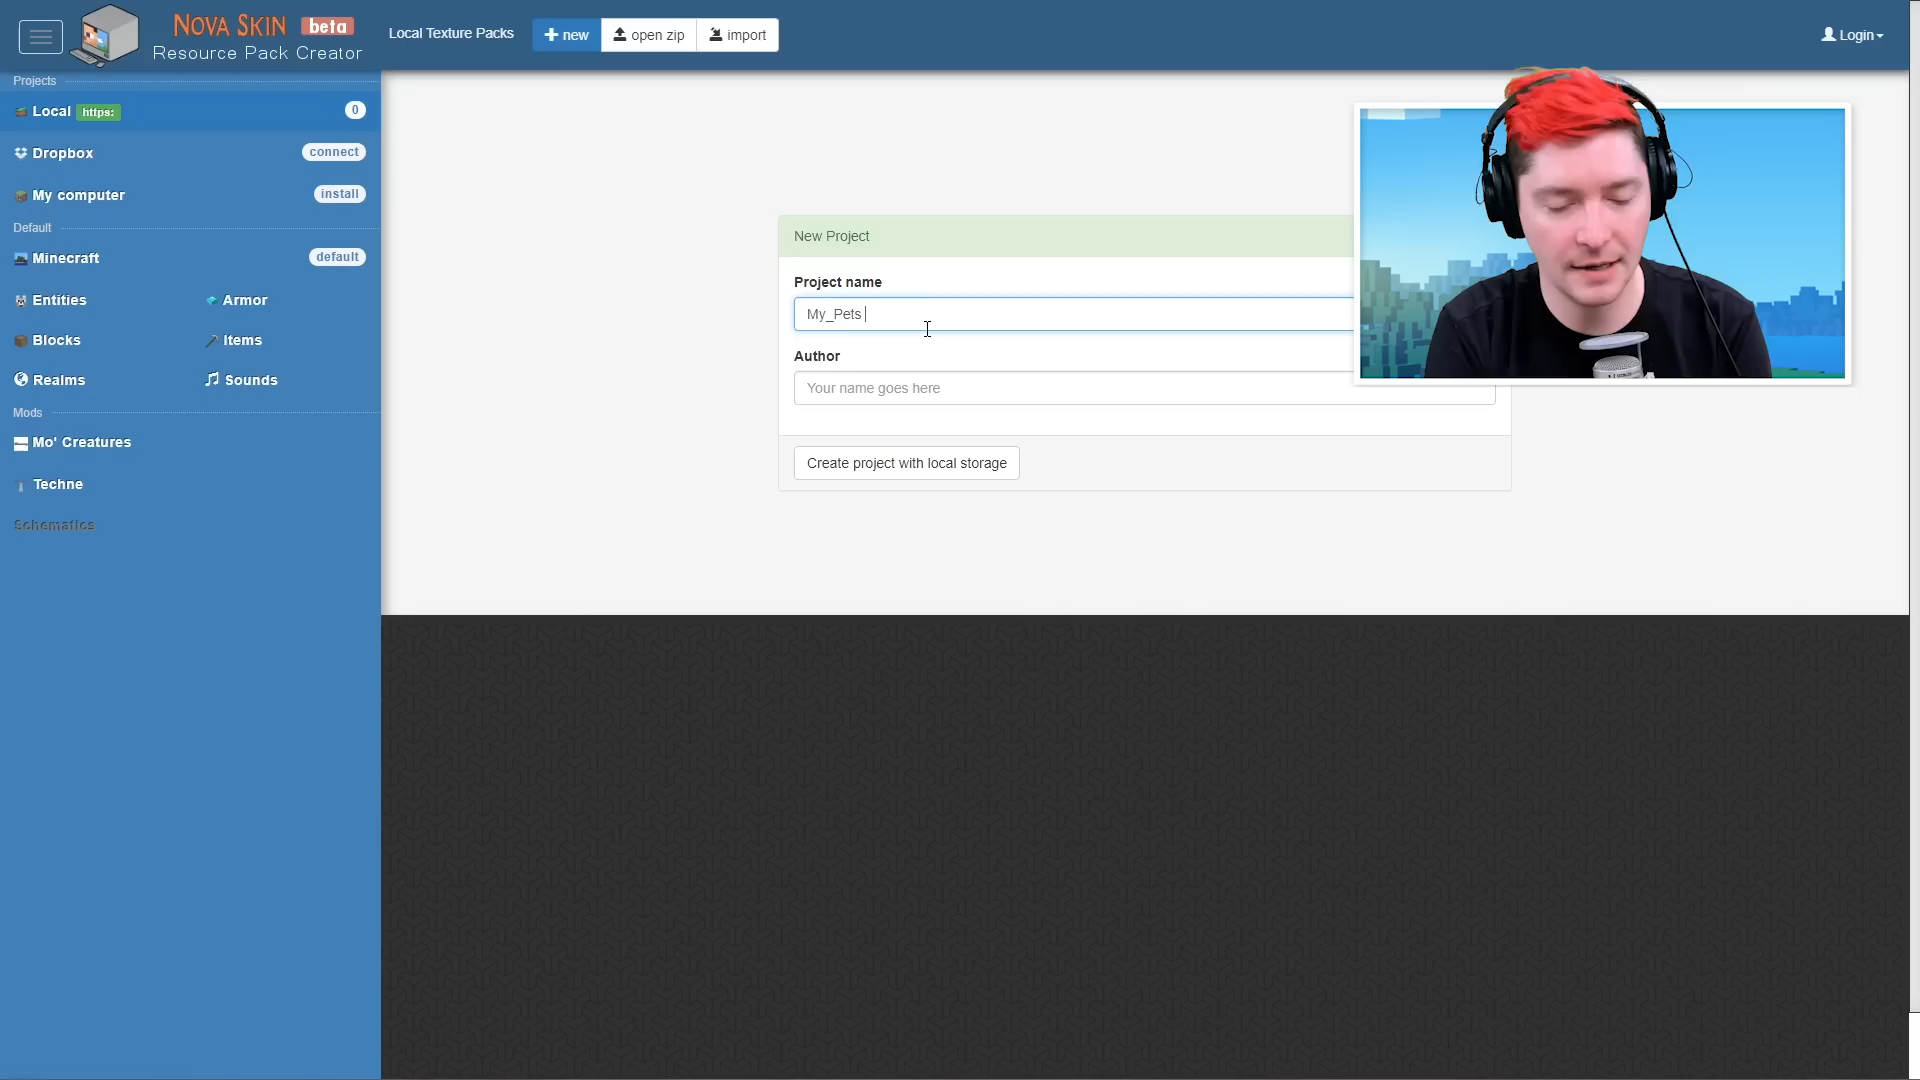 NOVA SKIN beta
Resource Pack Creator
Local Texture Packs
new
open zip
import
Login
Projects
Local https: 0
Dropbox connect
My computer install
Default
Minecraft default
Entities Armor
Blocks Items
Realms Sounds
Mods
Mo' Creatures
Techne
Schematics
New Project
Project name
My_Pets
Author
Your name goes here
Create project with local storage